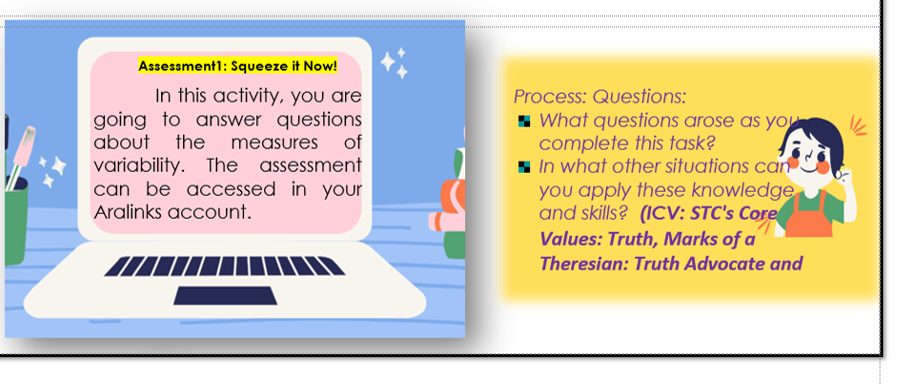 Assessment1: Squeeze it Now!
In this activity, you are
going to answer questions
about the measures of
variability. The assessment
can be accessed in your
Aralinks account.
Process: Questions:
What questions arose as you
complete this task?
In what other situations can
you apply these knowledge
and skills? (ICV: STC's Core
Values: Truth, Marks of a
Theresian: Truth Advocate and